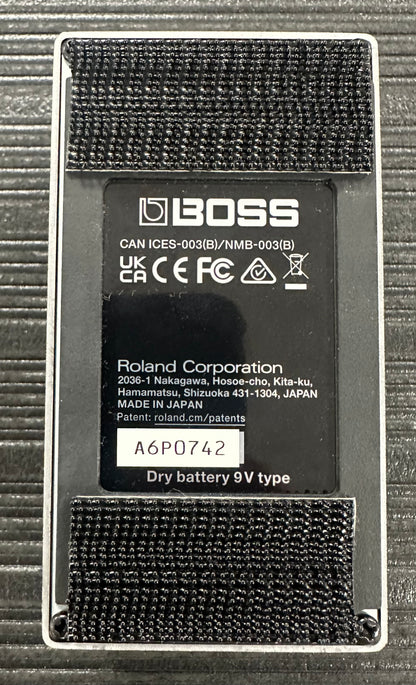 BOSS
CAN ICES-003(B)/NMB-003(B)
UK CA CE FC
Roland Corporation
2036-1 Nakagawa, Hosoe-cho, Kita-ku,
Hamamatsu, Shizuoka 431-1304, JAPAN
MADE IN JAPAN
Patent: roland.cm/patents
A6P0742
Dry battery 9V type